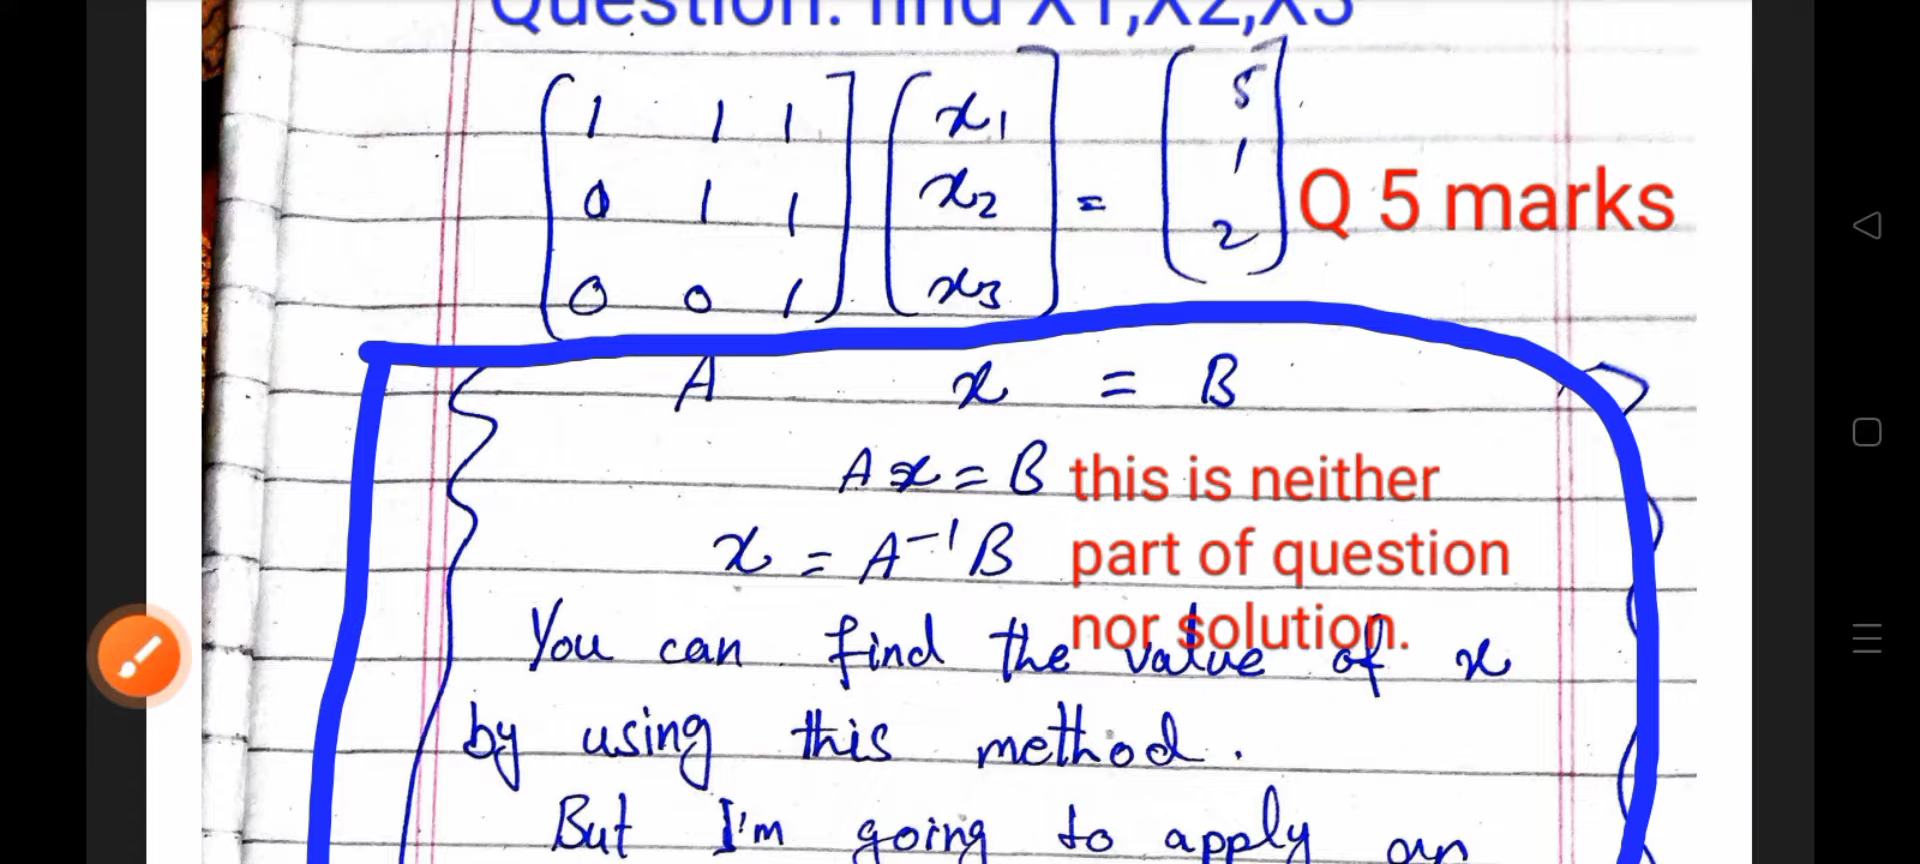 Question: find X1,X2,X3
[1 1 1] [x1] = [5]
[0 1 1] [x2] [1] Q 5 marks
[0 0 1] [x3] [2]
A x = B
Ax = B this is neither
x = A⁻¹B part of question
nor solution.
You can find the value of x
by using this method.
But I'm going to apply an